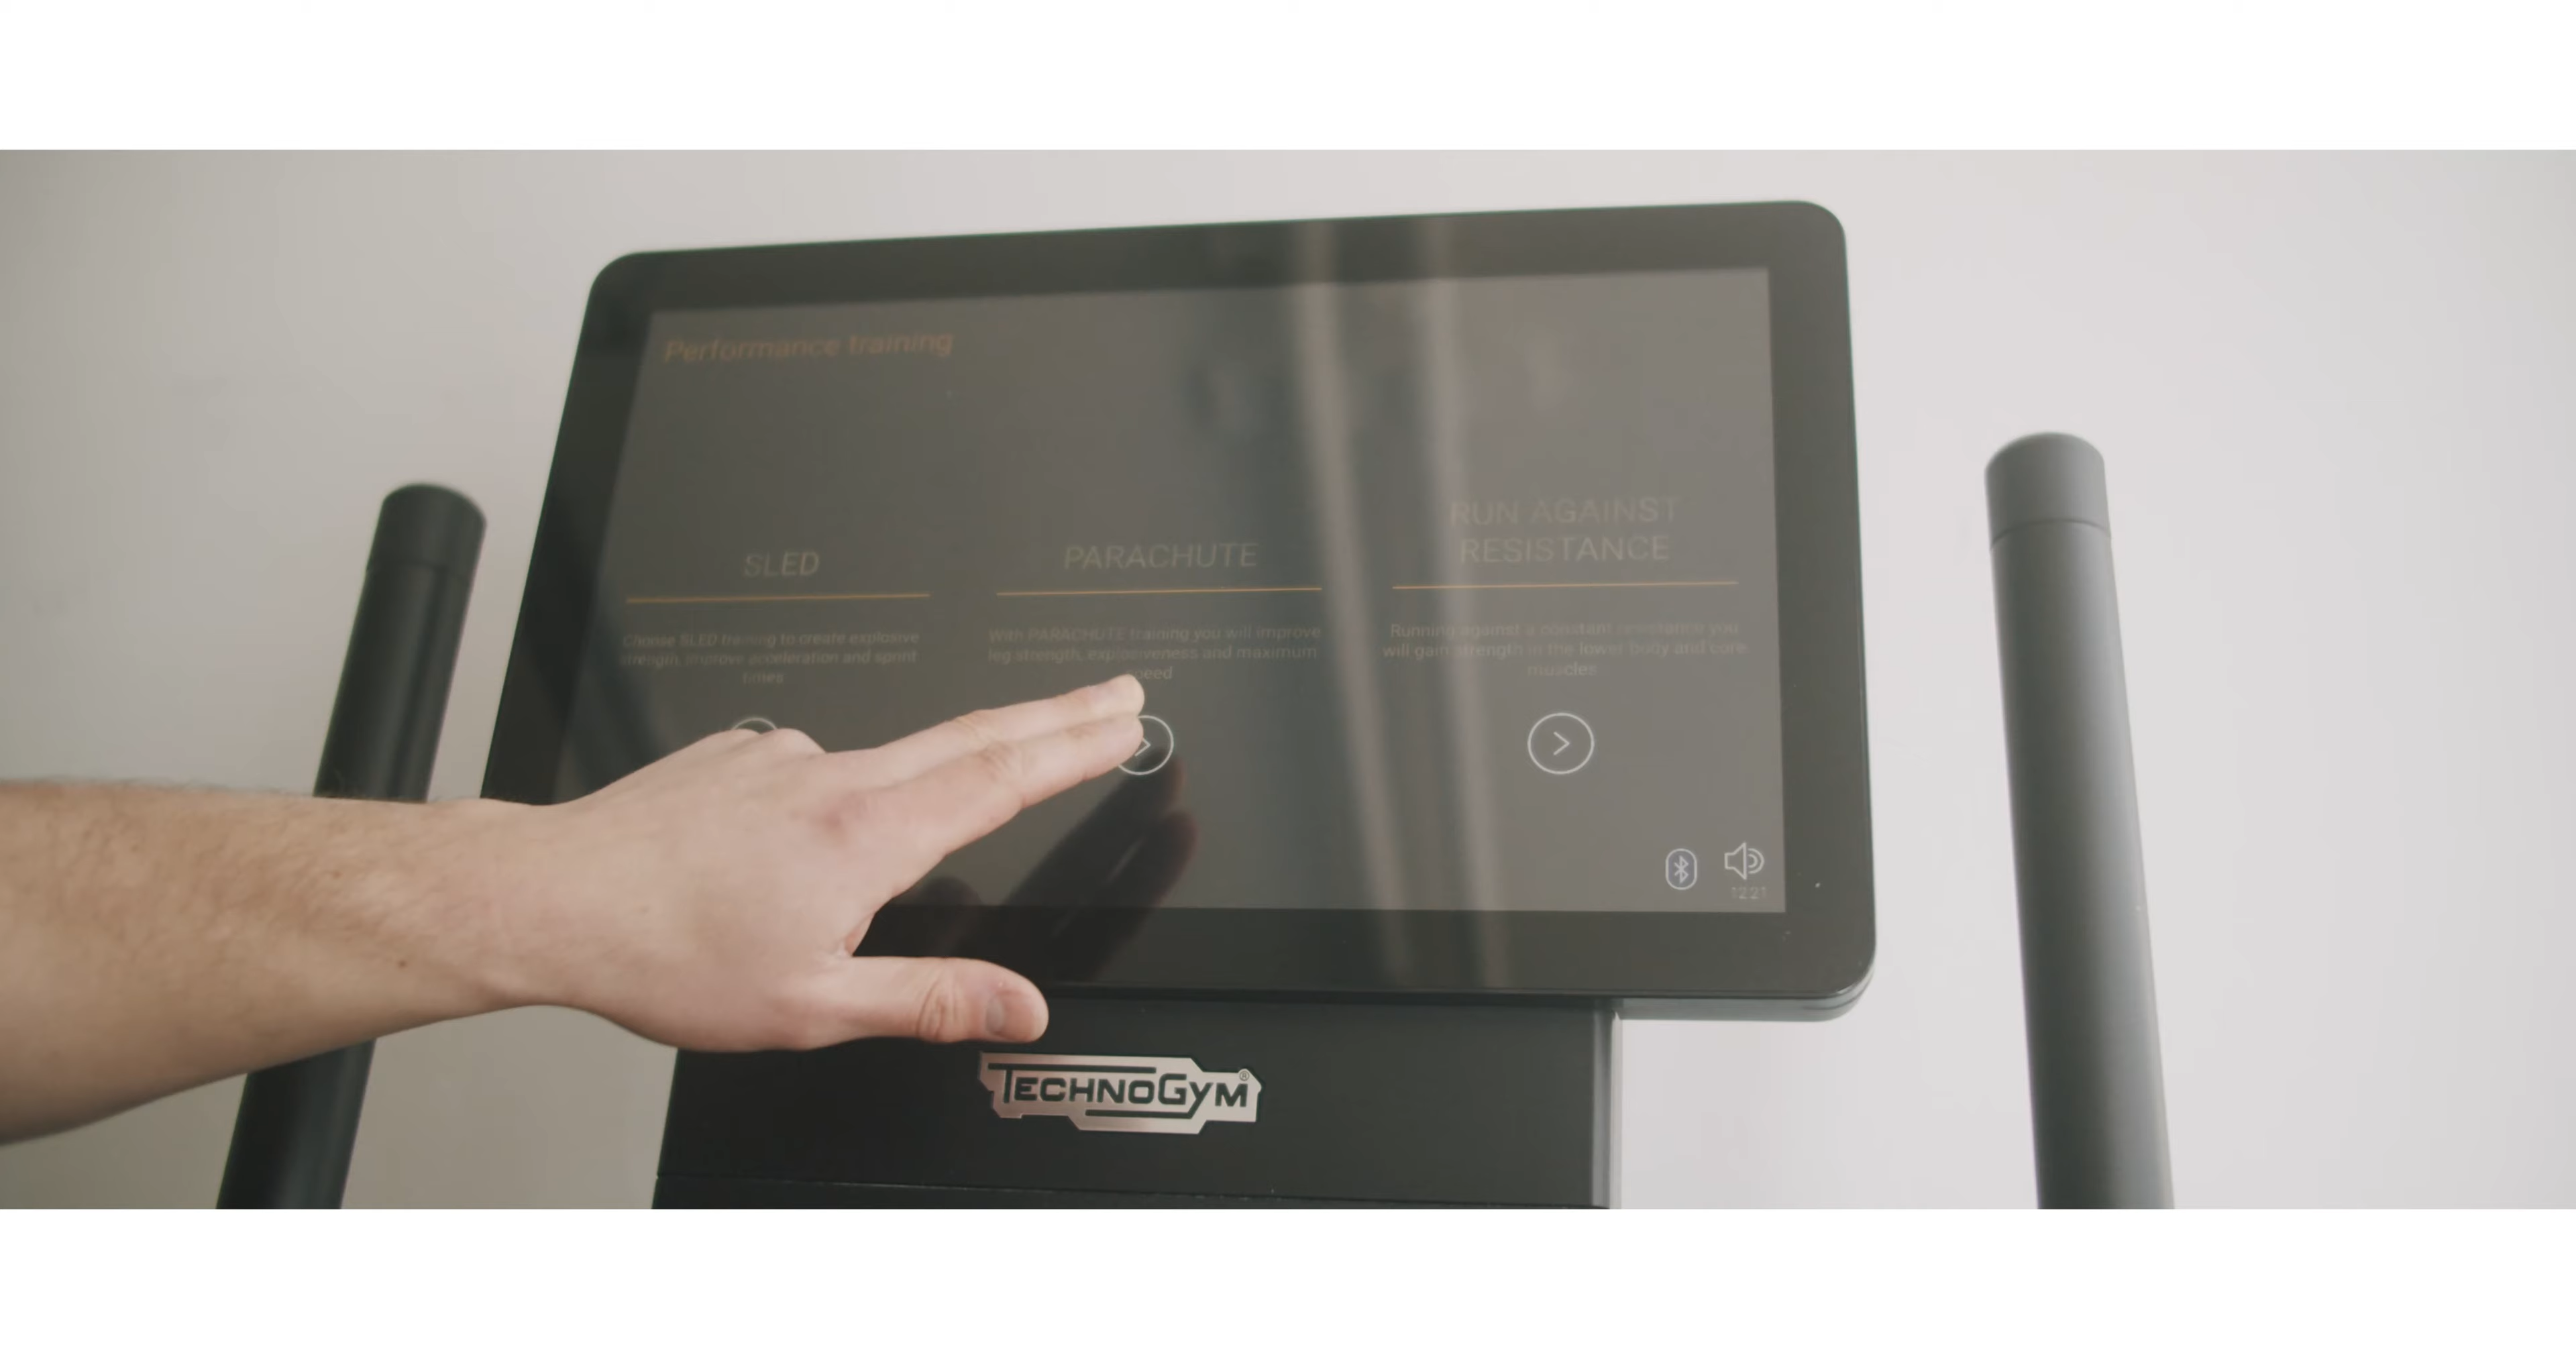 Performance training
SLED
Choose SLED training to create explosive
strength, improve acceleration and sprint
times
PARACHUTE
With PARACHUTE training you will improve
leg strength, explosiveness and maximum
speed
RUN AGAINST
RESISTANCE
Running against a constant resistance you
will gain strength in the lower body and core
muscles
12:21
TECHNOGYM®